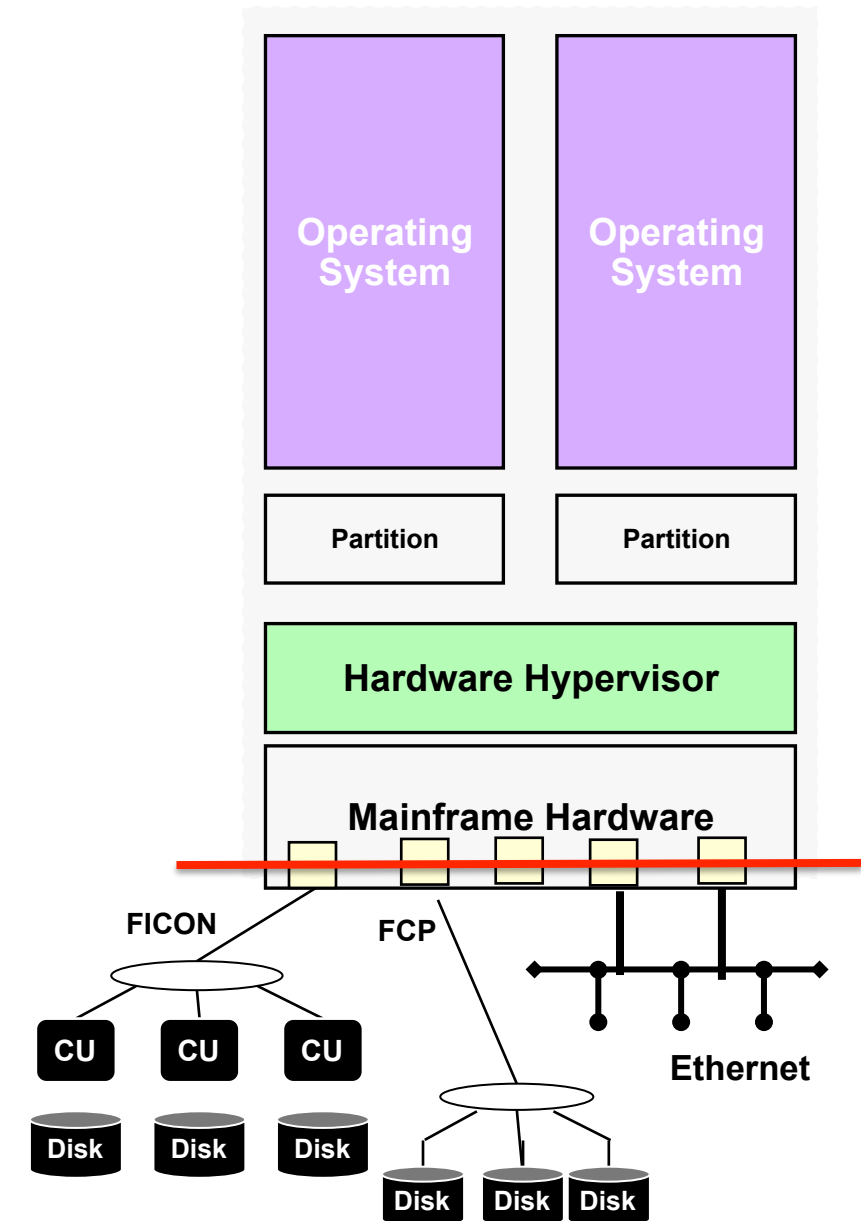 Operating
System
Operating
System
Partition
Partition
Hardware Hypervisor
Mainframe Hardware
FICON
FCP
CU
CU
CU
Ethernet
Disk
Disk
Disk
Disk
Disk
Disk